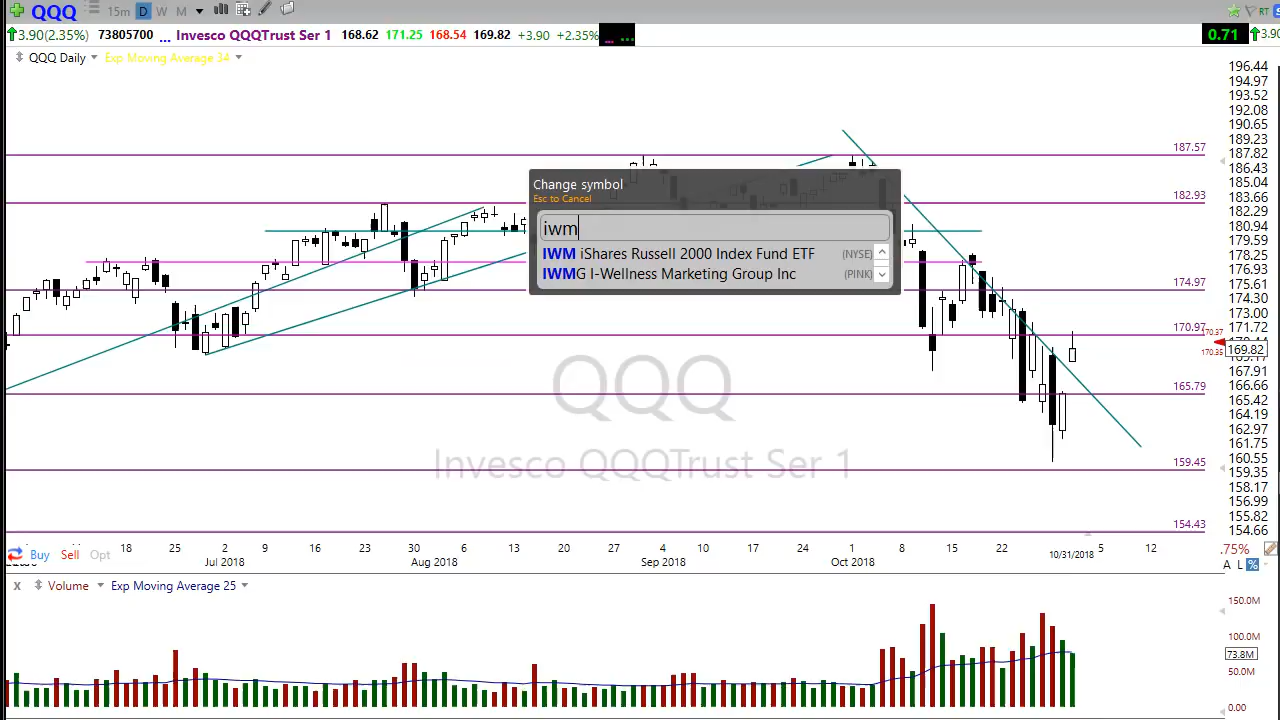 QQQ 15m D W M RT
3.90(2.35%) 73805700 ... Invesco QQQTrust Ser 1 168.62 171.25 168.54 169.82 +3.90 +2.35% 0.71 3.90
QQQ Daily Exp Moving Average 34
196.44
194.97
193.52
192.08
190.65
189.23
187.57 187.82
Change symbol
186.43
185.04
Esc to Cancel
182.93 183.66
182.29
iwm
180.94
179.59
IWM iShares Russell 2000 Index Fund ETF (NYSE)
178.25
IWMG I-Wellness Marketing Group Inc (PINK)
176.93
174.97 175.61
174.30
173.00
170.97 171.72
170.37
170.35 169.82
167.91
QQQ
165.79 166.66
165.42
164.19
162.97
161.75
Invesco QQQTrust Ser 1
159.45 160.55
159.35
158.17
156.99
155.82
154.43 154.66
Buy Sell Opt 18 25 2 9 16 23 30 6 13 20 27 4 10 17 24 1 8 15 22 10/31/2018 5 12 .75%
Jul 2018 Aug 2018 Sep 2018 Oct 2018 A L %
x Volume Exp Moving Average 25
150.0M
100.0M
73.8M
50.0M
0.00